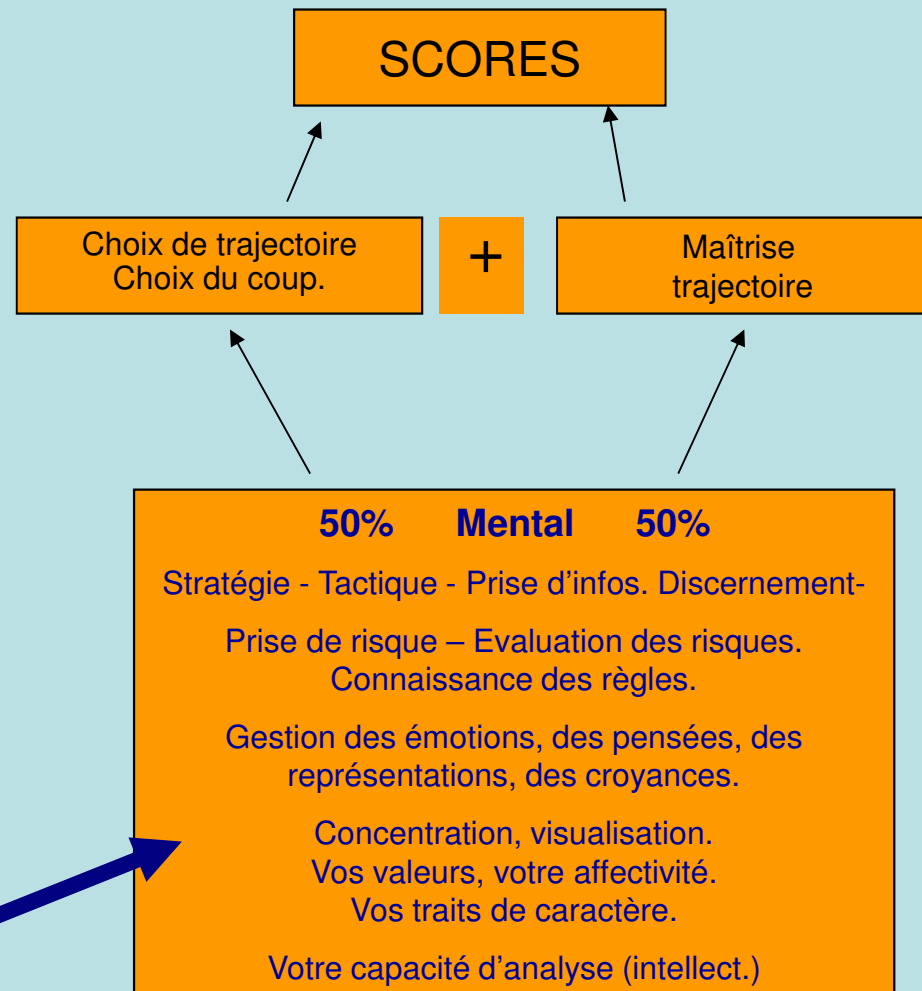 SCORES
Choix de trajectoire
Choix du coup.
+
Maîtrise
trajectoire
50% Mental 50%
Stratégie - Tactique - Prise d’infos. Discernement-
Prise de risque – Evaluation des risques.
Connaissance des règles.
Gestion des émotions, des pensées, des
représentations, des croyances.
Concentration, visualisation.
Vos valeurs, votre affectivité.
Vos traits de caractère.
Votre capacité d’analyse (intellect.)